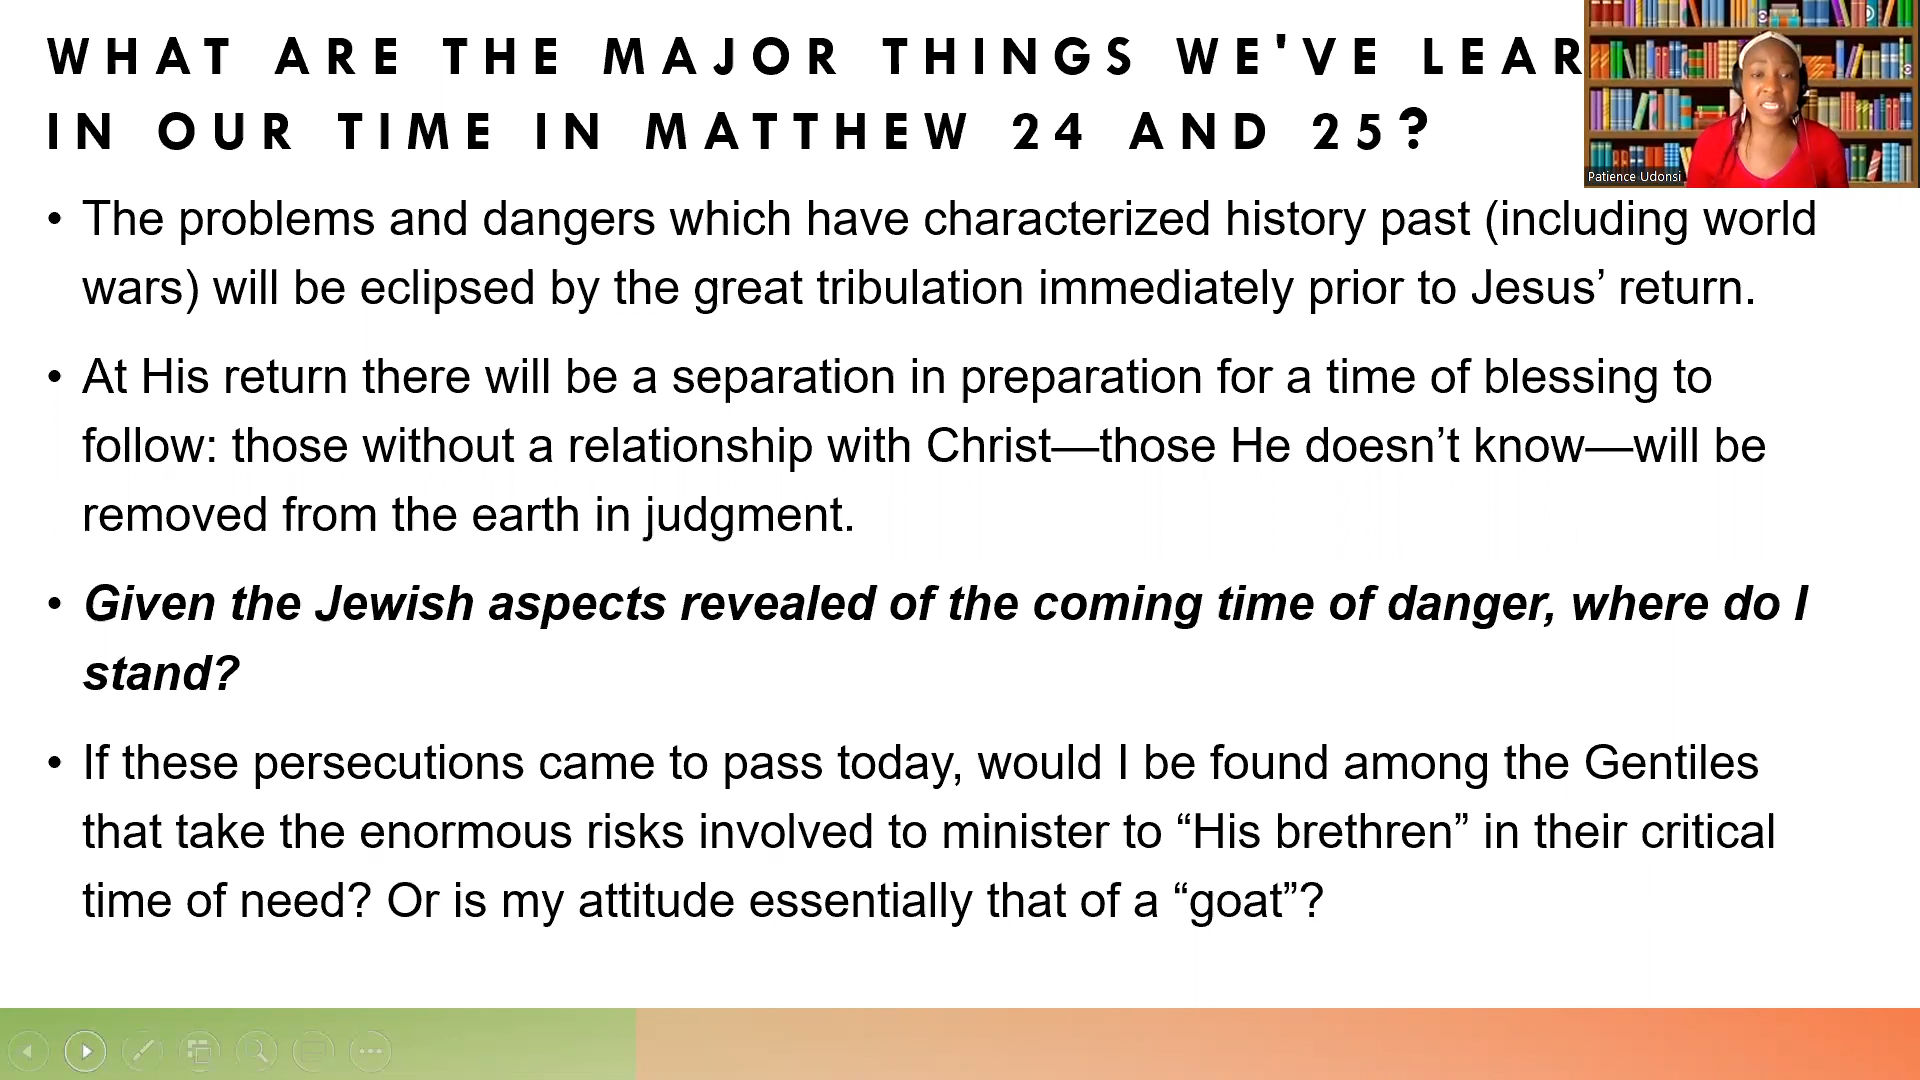 WHAT ARE THE MAJOR THINGS WE'VE LEAR
IN OUR TIME IN MATTHEW 24 AND 25?
Patience Udonsi
• The problems and dangers which have characterized history past (including world
wars) will be eclipsed by the great tribulation immediately prior to Jesus’ return.
• At His return there will be a separation in preparation for a time of blessing to
follow: those without a relationship with Christ—those He doesn’t know—will be
removed from the earth in judgment.
• Given the Jewish aspects revealed of the coming time of danger, where do I
stand?
• If these persecutions came to pass today, would I be found among the Gentiles
that take the enormous risks involved to minister to “His brethren” in their critical
time of need? Or is my attitude essentially that of a “goat”?